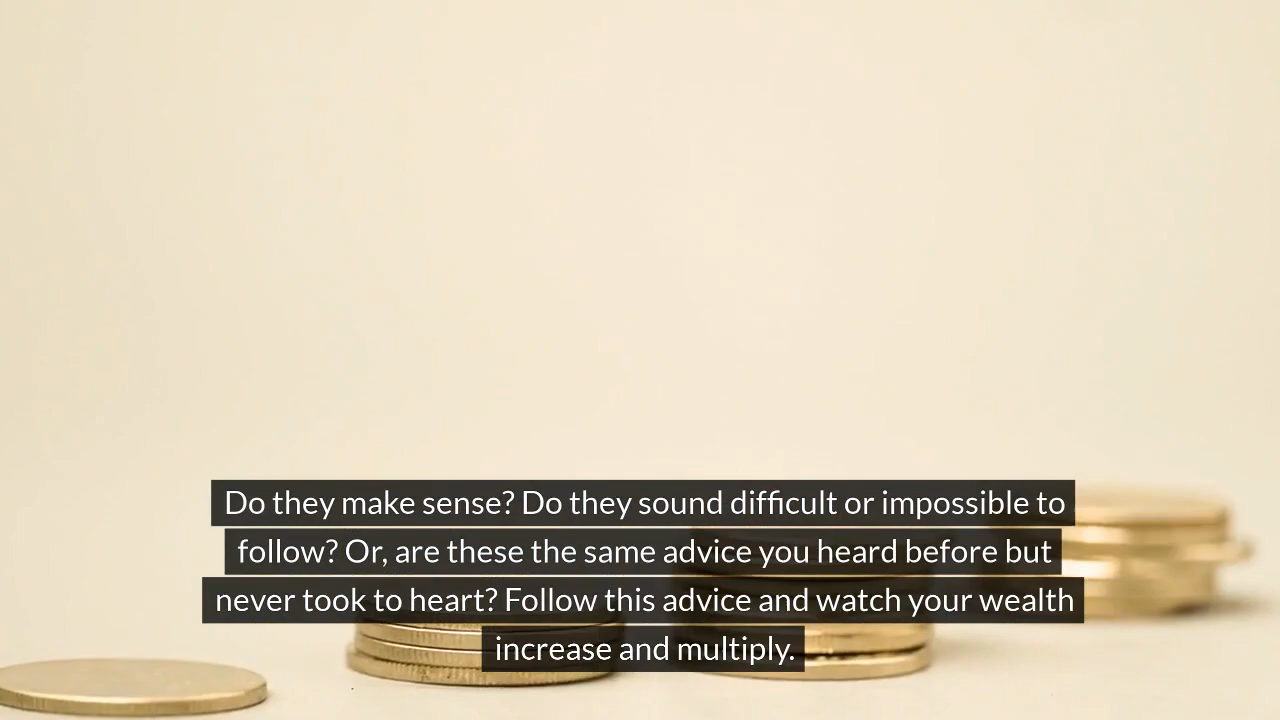 Do they make sense? Do they sound difficult or impossible to
follow? Or, are these the same advice you heard before but
never took to heart? Follow this advice and watch your wealth
increase and multiply.